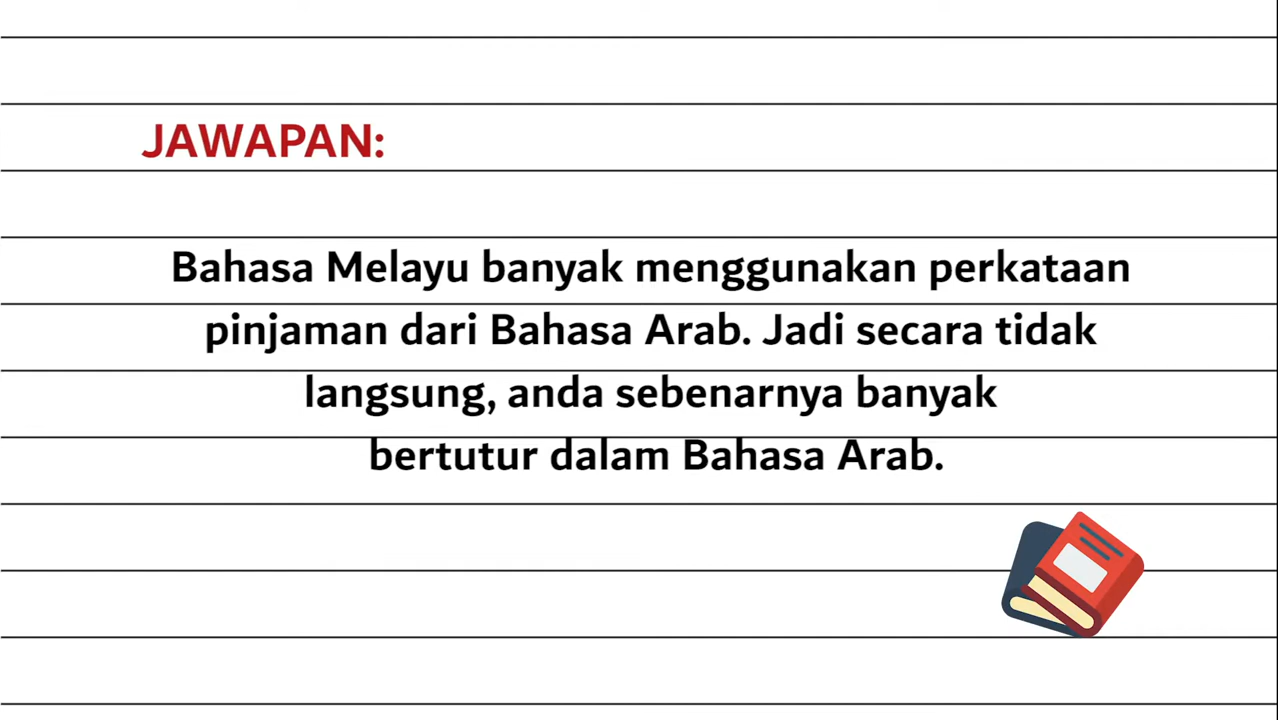 JAWAPAN:
Bahasa Melayu banyak menggunakan perkataan
pinjaman dari Bahasa Arab. Jadi secara tidak
langsung, anda sebenarnya banyak
bertutur dalam Bahasa Arab.